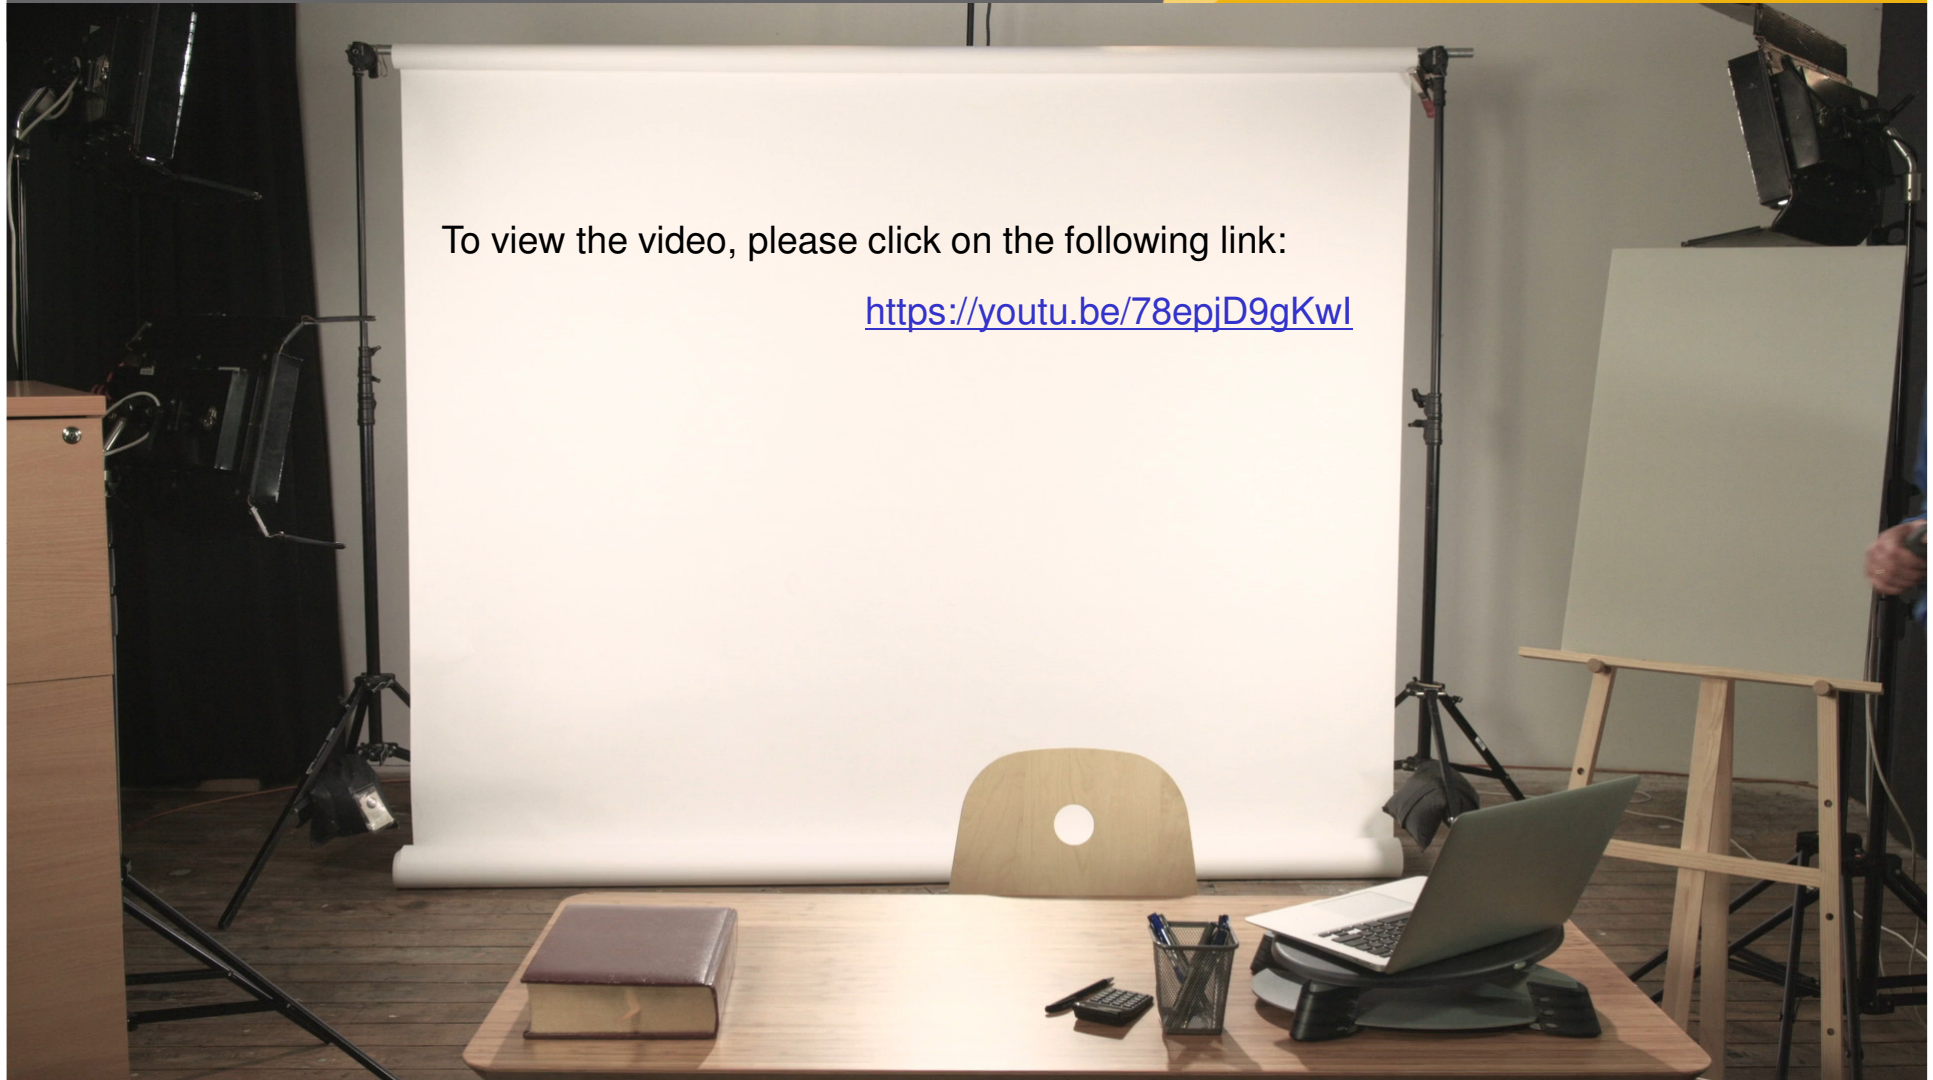 To view the video, please click on the following link:
https://youtu.be/78epjD9gKwI